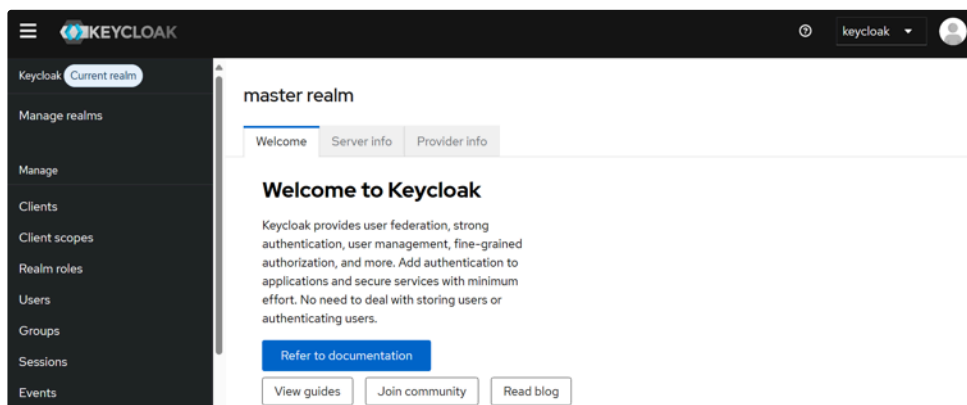 KEYCLOAK
keycloak
Keycloak Current realm
Manage realms
Manage
Clients
Client scopes
Realm roles
Users
Groups
Sessions
Events
master realm
Welcome Server info Provider info
Welcome to Keycloak
Keycloak provides user federation, strong
authentication, user management, fine-grained
authorization, and more. Add authentication to
applications and secure services with minimum
effort. No need to deal with storing users or
authenticating users.
Refer to documentation
View guides Join community Read blog